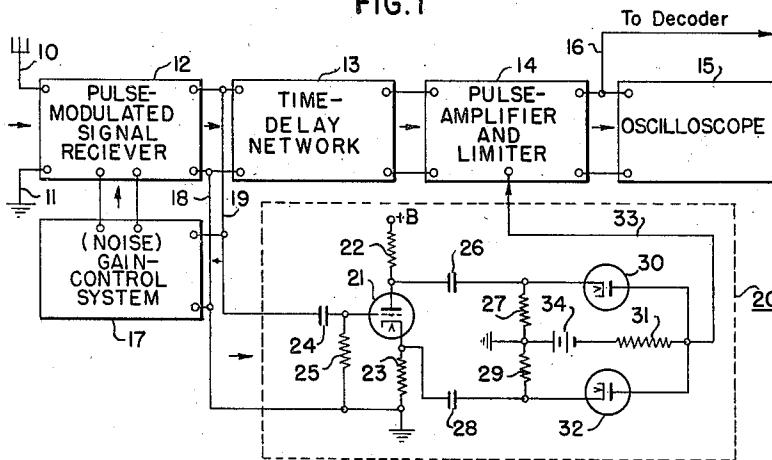 FIG.1
To Decoder
10
12
13
14
16
15
PULSE-
MODULATED
SIGNAL
RECIEVER
TIME-
DELAY
NETWORK
PULSE-
AMPLIFIER
AND
LIMITER
OSCILLOSCOPE
11
18
19
33
(NOISE)
GAIN-
CONTROL
SYSTEM
17
+B
22
26
30
20
21
27
34
31
24
25
23
29
28
32